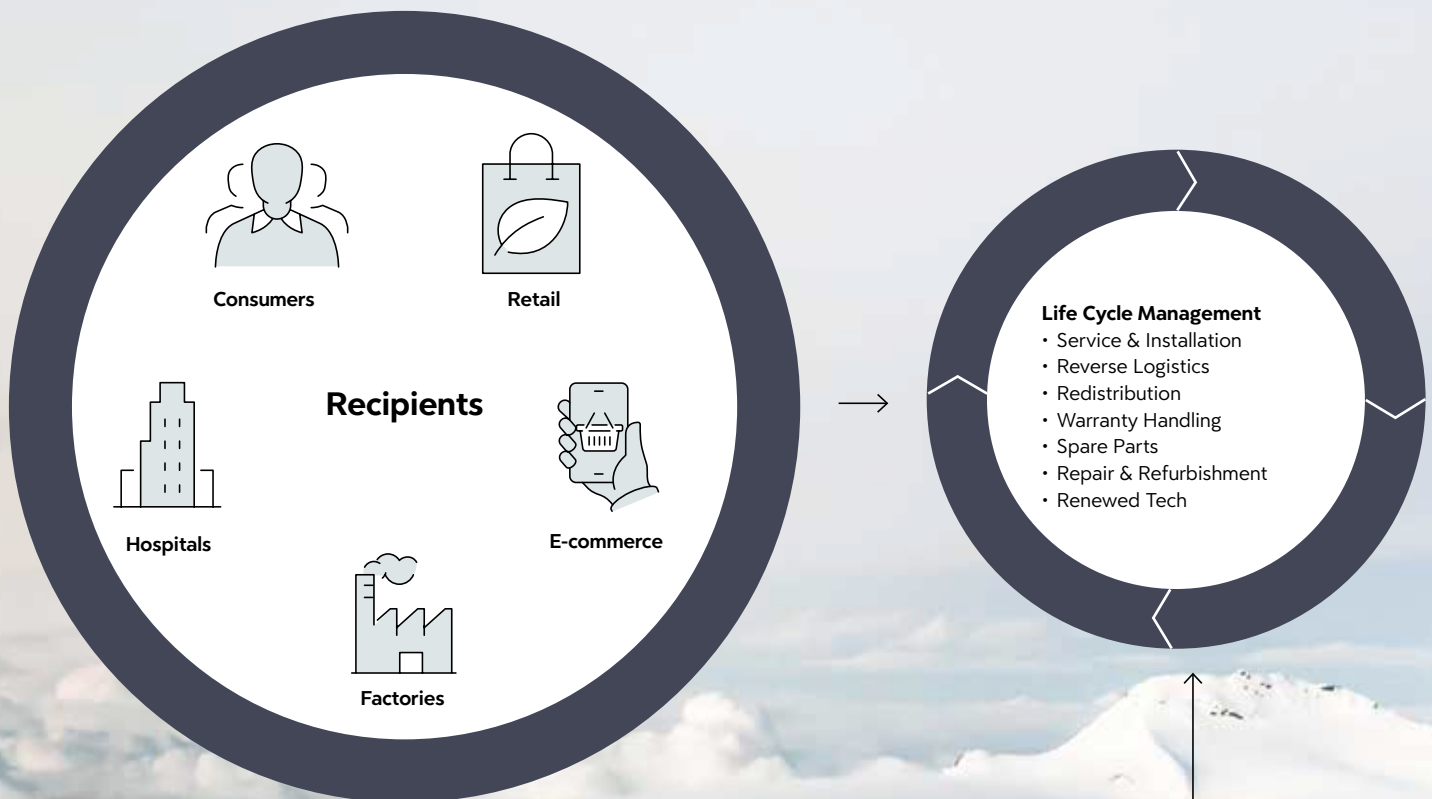 Consumers
Retail
Recipients
Hospitals
E-commerce
Factories
Life Cycle Management
• Service & Installation
• Reverse Logistics
• Redistribution
• Warranty Handling
• Spare Parts
• Repair & Refurbishment
• Renewed Tech